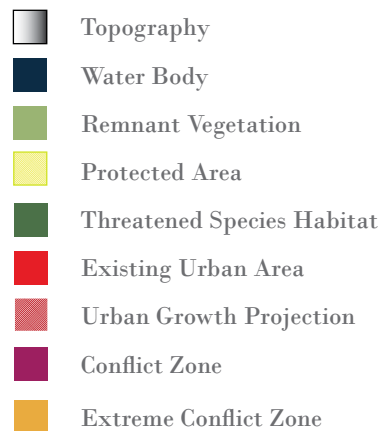 Topography
Water Body
Remnant Vegetation
Protected Area
Threatened Species Habitat
Existing Urban Area
Urban Growth Projection
Conflict Zone
Extreme Conflict Zone